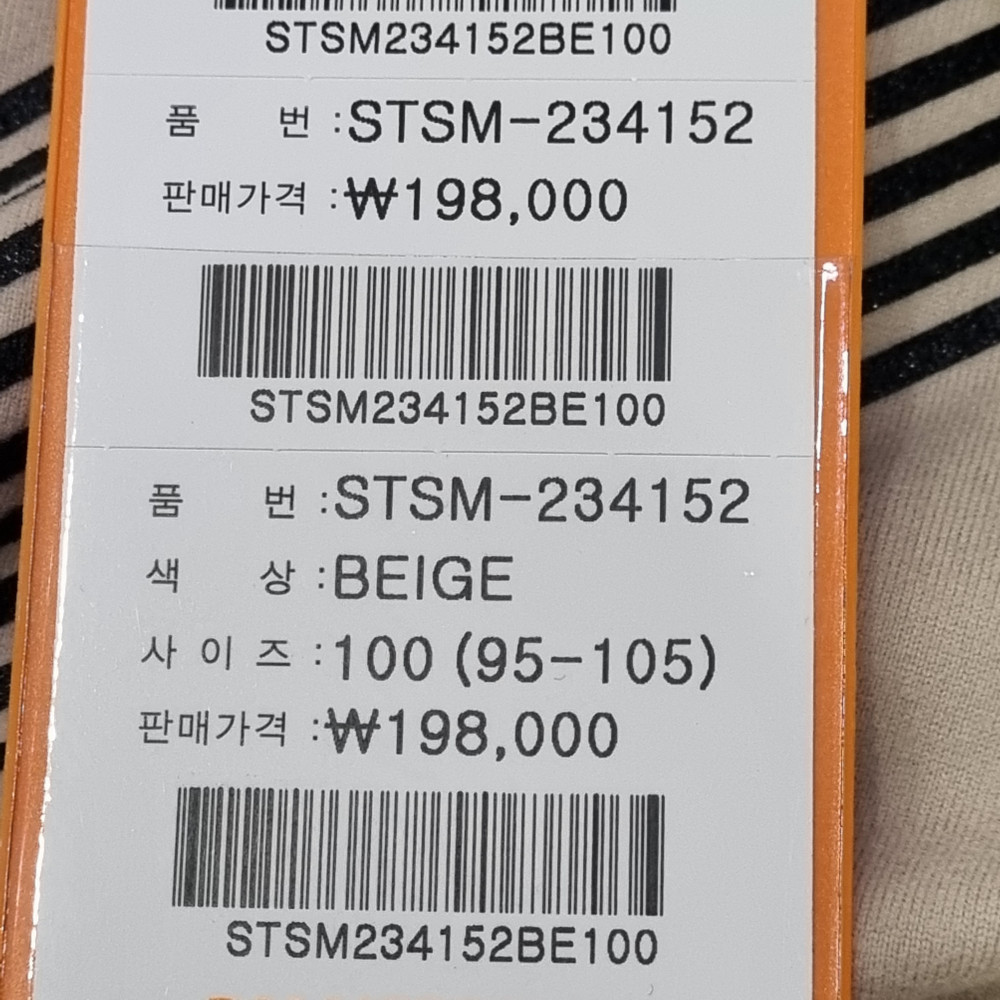 STSM234152BE100
품 번 :STSM-234152
판매가격 :₩198,000
STSM234152BE100
품 번 :STSM-234152
색 상 :BEIGE
사 이 즈 :100 (95-105)
판매가격 :₩198,000
STSM234152BE100